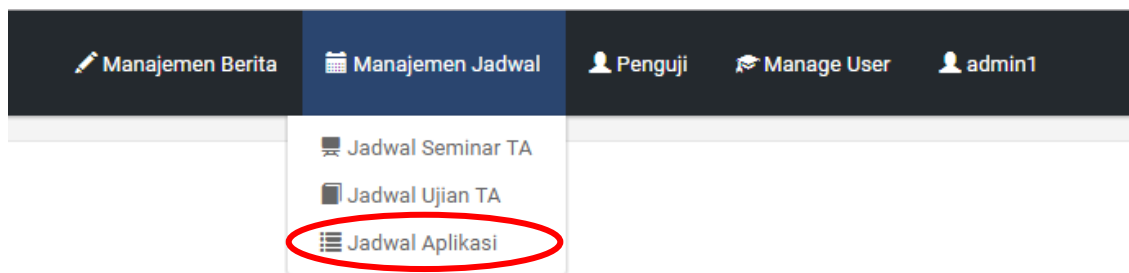 Manajemen Berita Manajemen Jadwal Penguji Manage User admin1
Jadwal Seminar TA
Jadwal Ujian TA
Jadwal Aplikasi